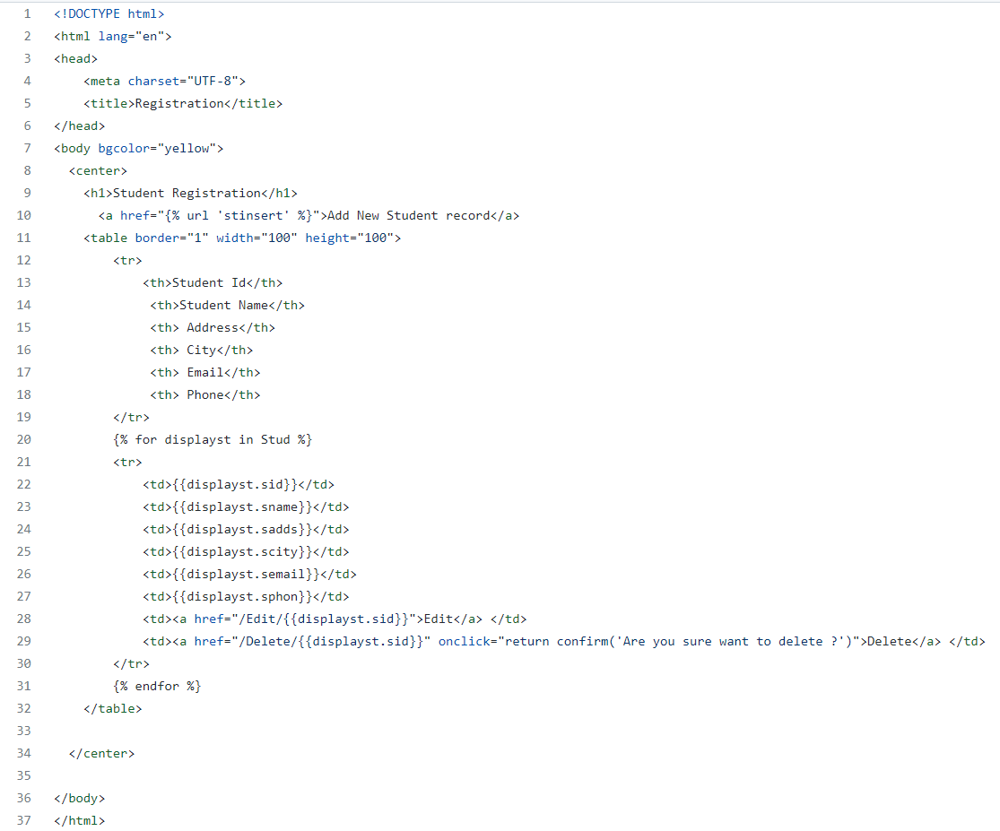 1 <!DOCTYPE html>
2 <html lang="en">
3 <head>
4     <meta charset="UTF-8">
5     <title>Registration</title>
6 </head>
7 <body bgcolor="yellow">
8   <center>
9     <h1>Student Registration</h1>
10       <a href="{% url 'stinsert' %}">Add New Student record</a>
11     <table border="1" width="100" height="100">
12         <tr>
13             <th>Student Id</th>
14              <th>Student Name</th>
15              <th> Address</th>
16              <th> City</th>
17              <th> Email</th>
18              <th> Phone</th>
19         </tr>
20         {% for displayst in Stud %}
21         <tr>
22             <td>{{displayst.sid}}</td>
23             <td>{{displayst.sname}}</td>
24             <td>{{displayst.sadds}}</td>
25             <td>{{displayst.scity}}</td>
26             <td>{{displayst.semail}}</td>
27             <td>{{displayst.sphon}}</td>
28             <td><a href="/Edit/{{displayst.sid}}">Edit</a> </td>
29             <td><a href="/Delete/{{displayst.sid}}" onclick="return confirm('Are you sure want to delete ?')">Delete</a> </td>
30         </tr>
31         {% endfor %}
32     </table>
33
34   </center>
35
36 </body>
37 </html>